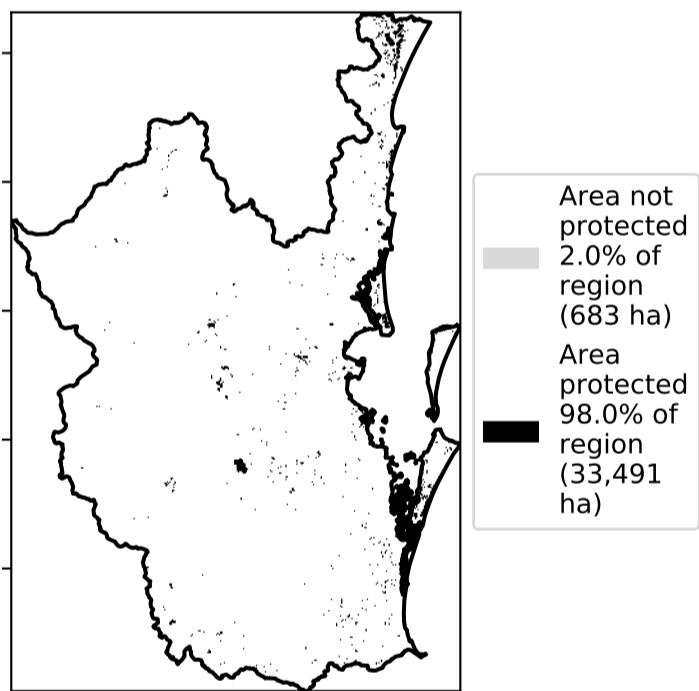 Area not
protected
2.0% of
region
(683 ha)
Area
protected
98.0% of
region
(33,491
ha)